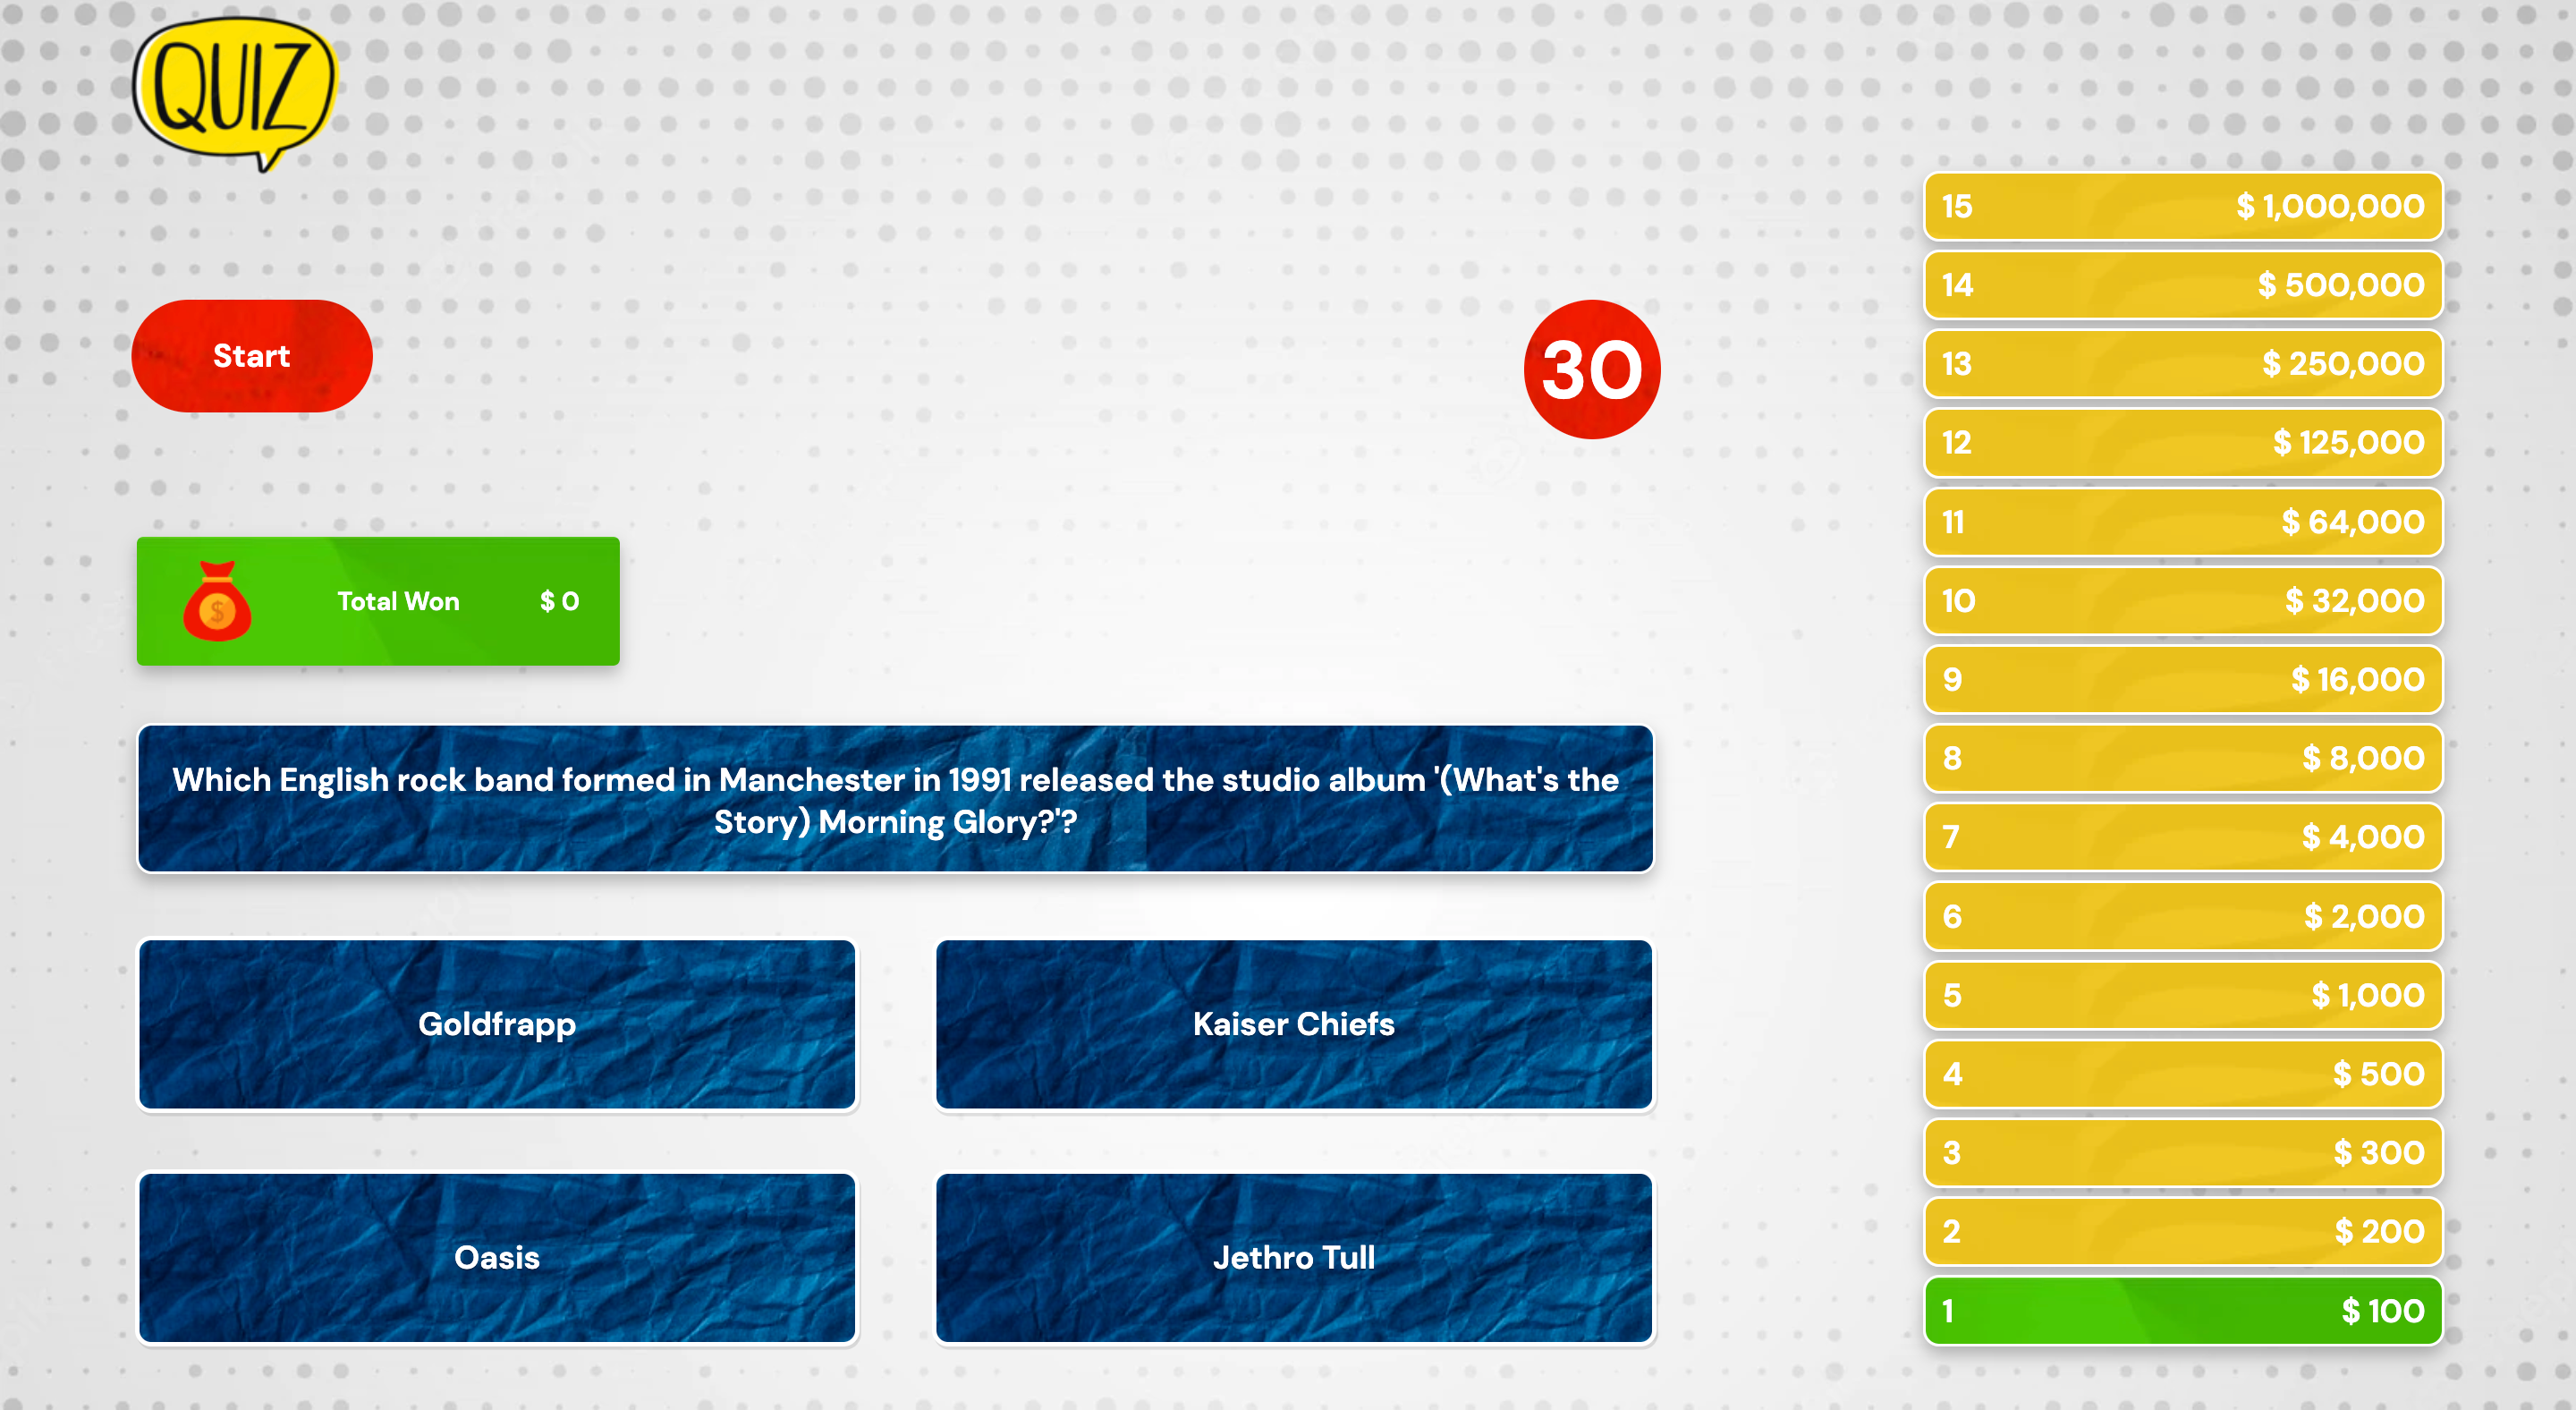 QUIZ
Start
30
$
Total Won
$ 0
Which English rock band formed in Manchester in 1991 released the studio album '(What's the
Story) Morning Glory?'?
Goldfrapp
Kaiser Chiefs
Oasis
Jethro Tull
15 $ 1,000,000
14 $ 500,000
13 $ 250,000
12 $ 125,000
11 $ 64,000
10 $ 32,000
9 $ 16,000
8 $ 8,000
7 $ 4,000
6 $ 2,000
5 $ 1,000
4 $ 500
3 $ 300
2 $ 200
1 $ 100